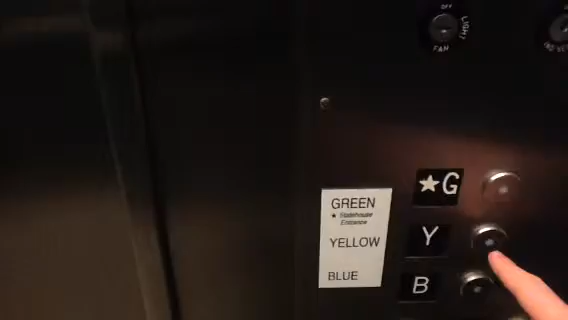 OFF
LIGHT
FAN
★G
GREEN
★ Statehouse
Entrance
YELLOW
Y
BLUE
B